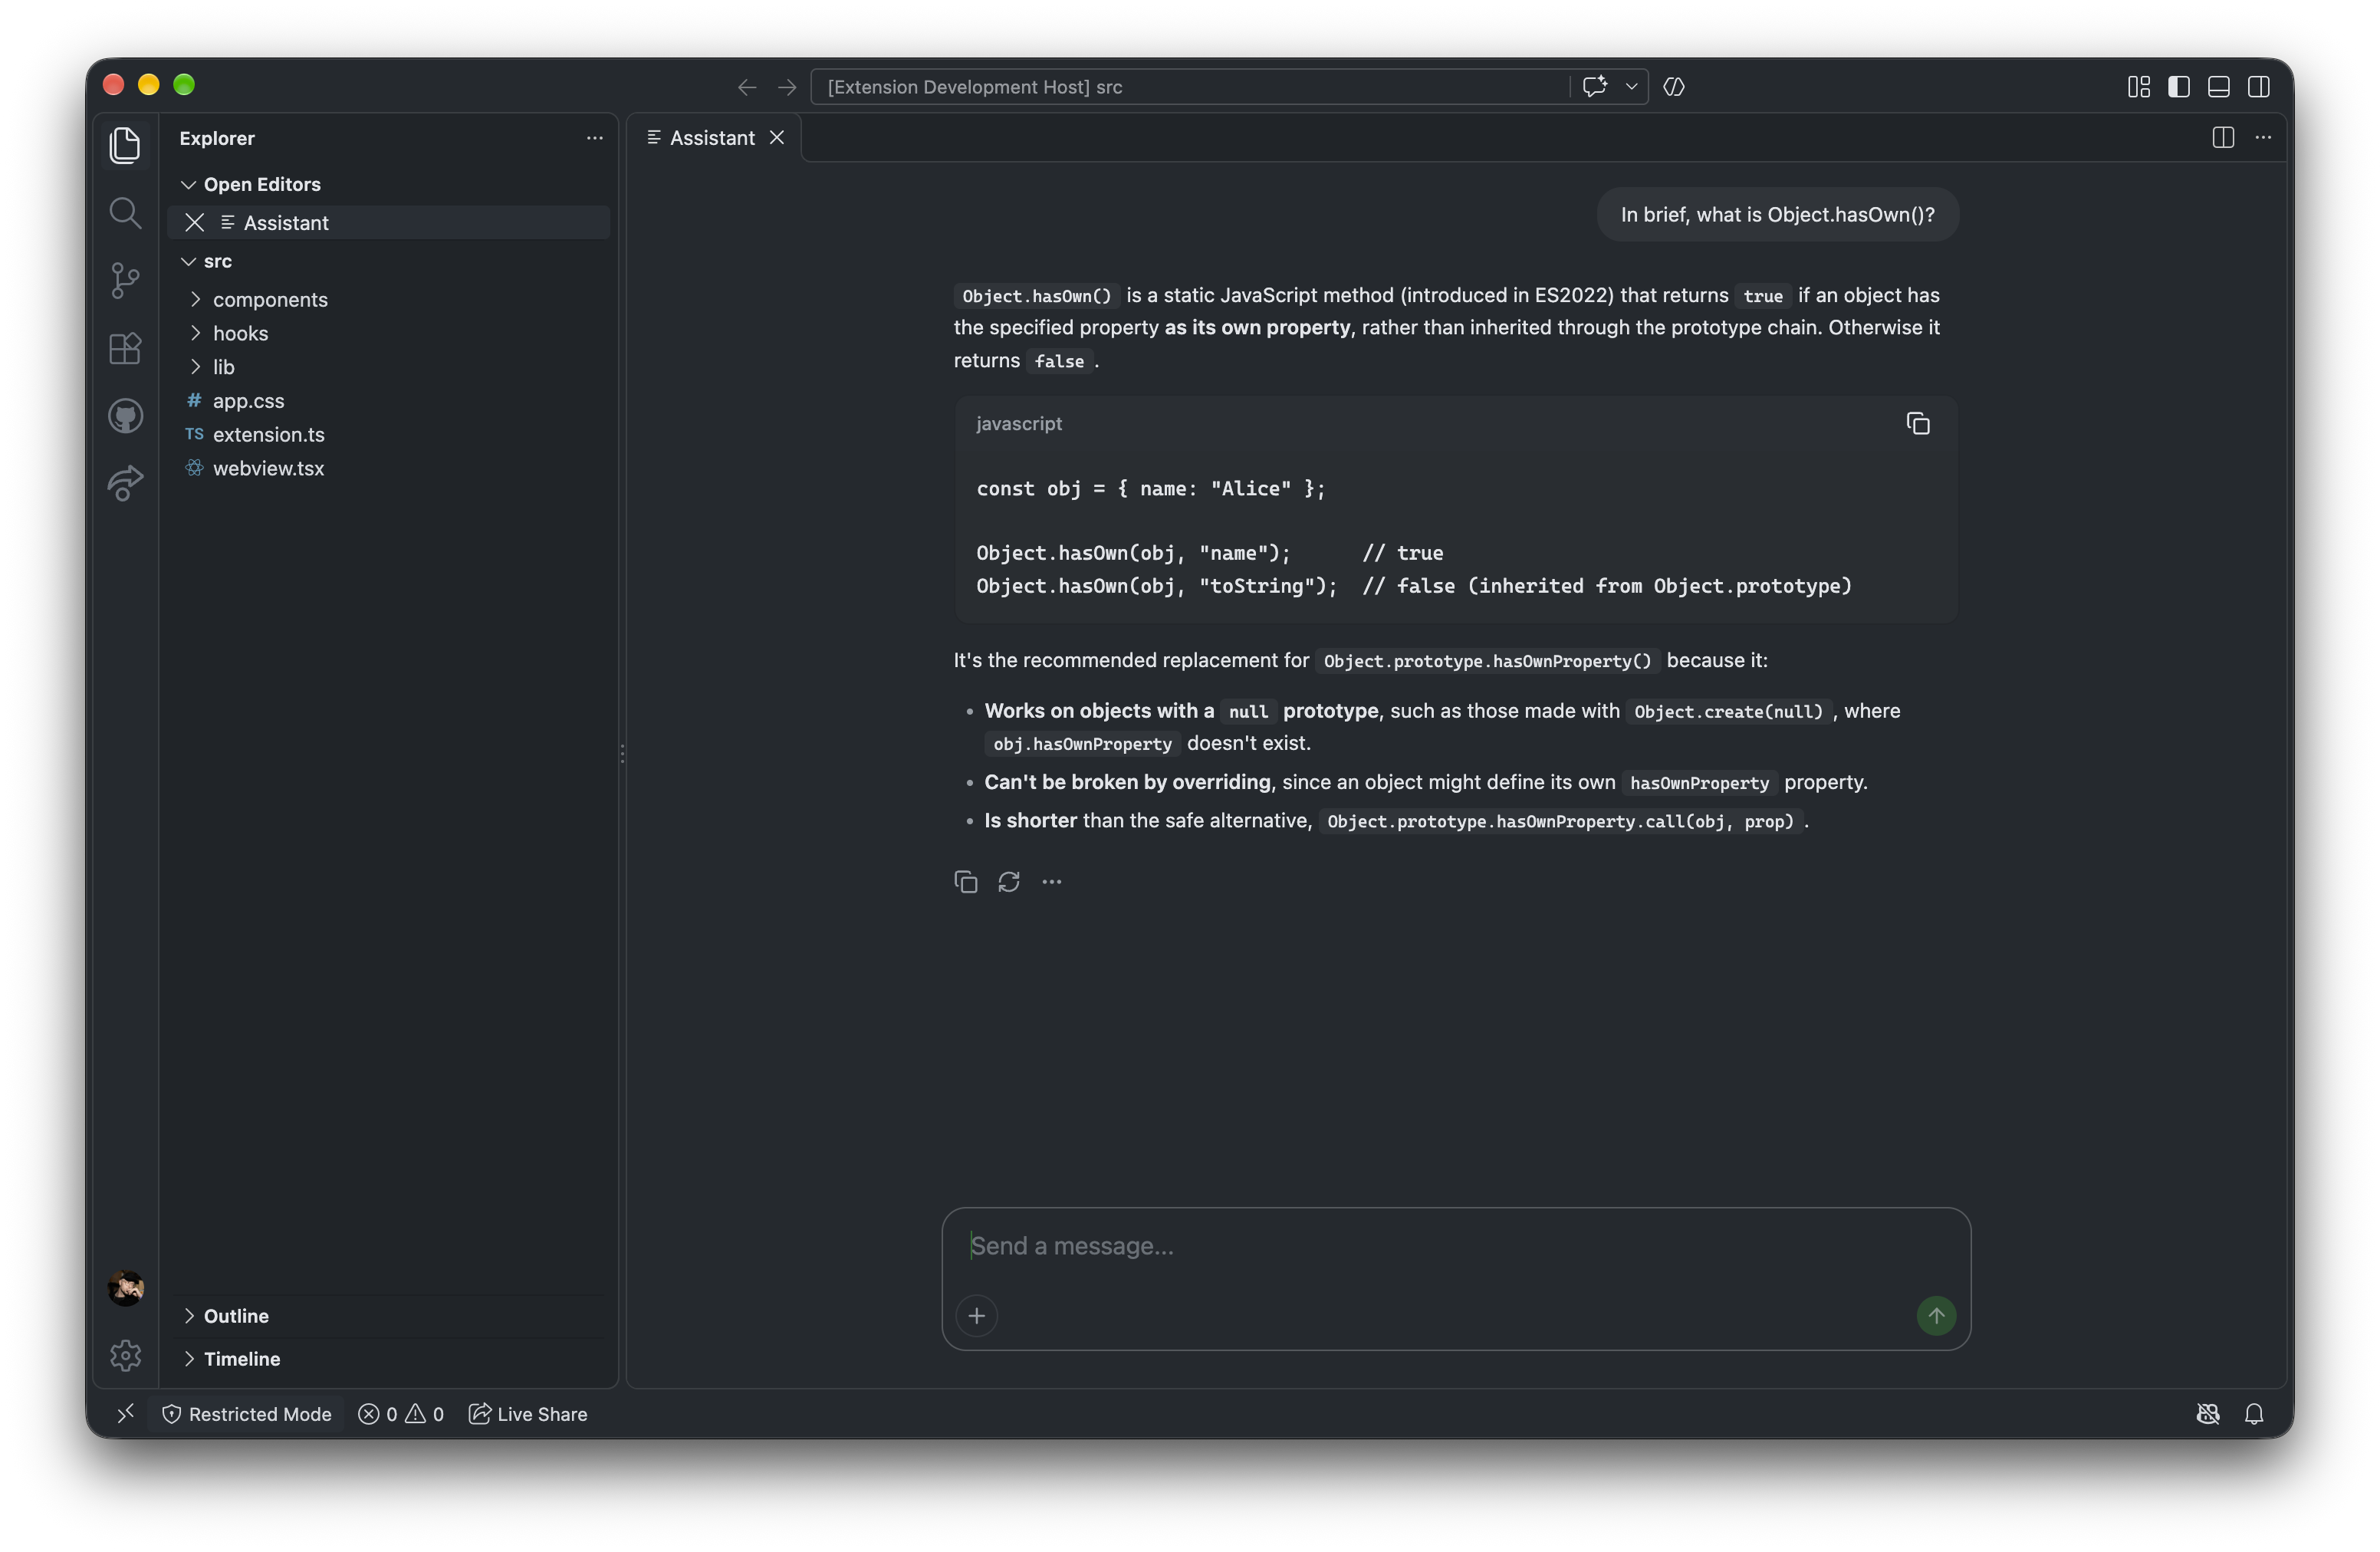 [Extension Development Host] src
Explorer
Open Editors
Assistant
src
components
hooks
lib
# app.css
TS extension.ts
webview.tsx
Outline
Timeline
Assistant
In brief, what is Object.hasOwn()?
Object.hasOwn() is a static JavaScript method (introduced in ES2022) that returns true if an object has
the specified property as its own property, rather than inherited through the prototype chain. Otherwise it
returns false.
javascript
const obj = { name: "Alice" };
Object.hasOwn(obj, "name");      // true
Object.hasOwn(obj, "toString");  // false (inherited from Object.prototype)
It's the recommended replacement for Object.prototype.hasOwnProperty() because it:
• Works on objects with a null prototype, such as those made with Object.create(null), where
obj.hasOwnProperty doesn't exist.
• Can't be broken by overriding, since an object might define its own hasOwnProperty property.
• Is shorter than the safe alternative, Object.prototype.hasOwnProperty.call(obj, prop).
Send a message...
Restricted Mode 0 0 Live Share